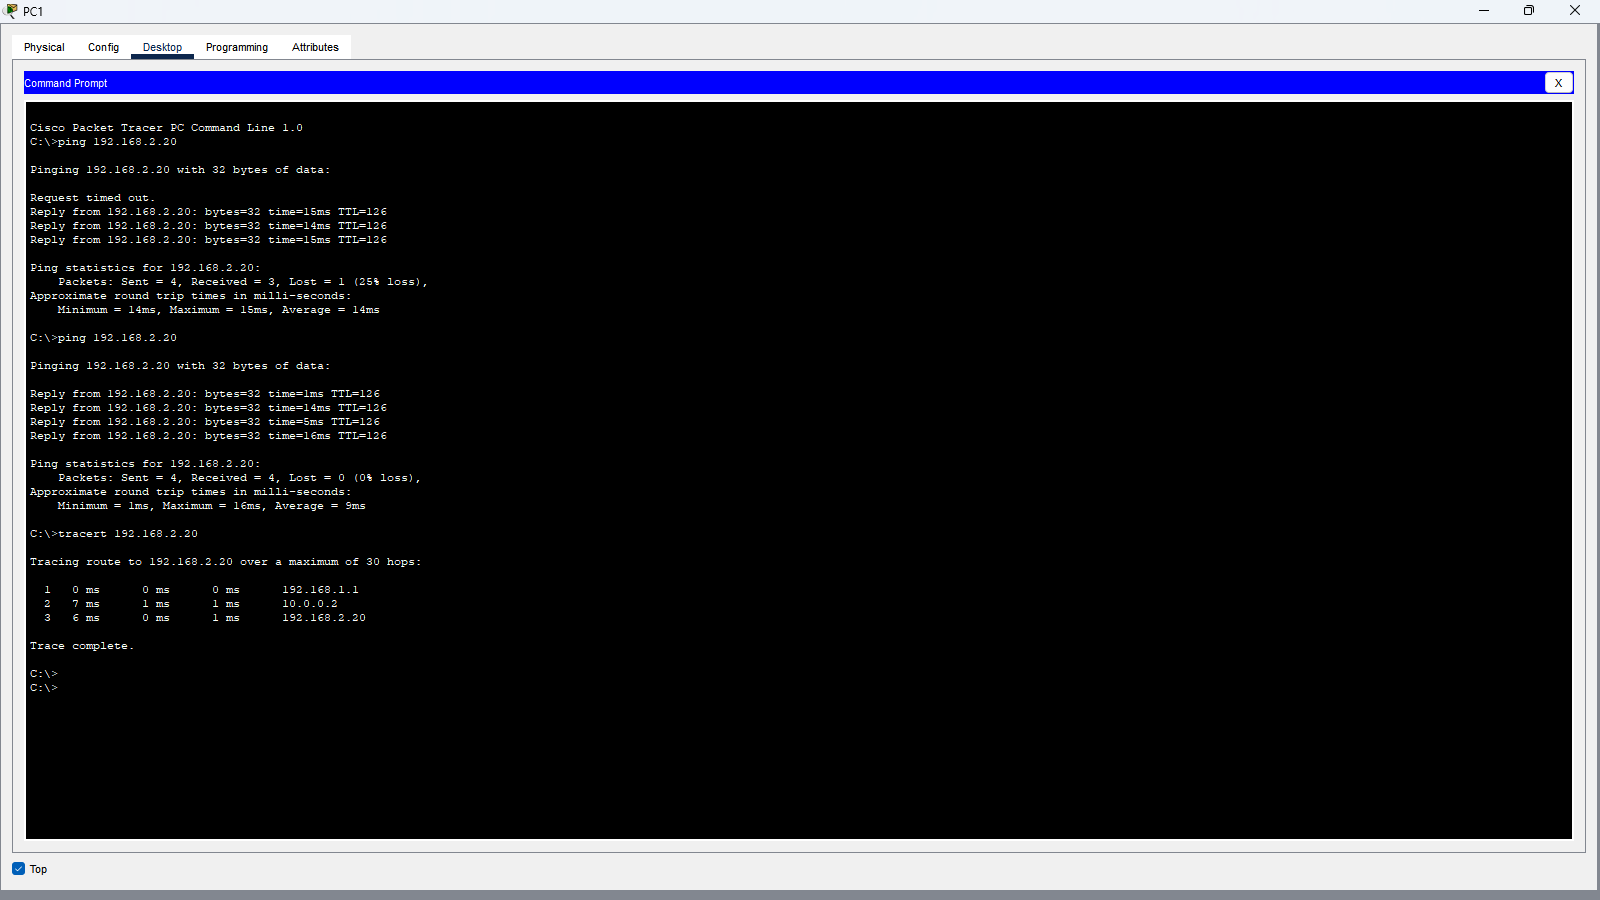 PC1
Physical Config Desktop Programming Attributes
Command Prompt X
Cisco Packet Tracer PC Command Line 1.0
C:\>ping 192.168.2.20
Pinging 192.168.2.20 with 32 bytes of data:
Request timed out.
Reply from 192.168.2.20: bytes=32 time=15ms TTL=126
Reply from 192.168.2.20: bytes=32 time=14ms TTL=126
Reply from 192.168.2.20: bytes=32 time=15ms TTL=126
Ping statistics for 192.168.2.20:
Packets: Sent = 4, Received = 3, Lost = 1 (25% loss),
Approximate round trip times in milli-seconds:
Minimum = 14ms, Maximum = 15ms, Average = 14ms
C:\>ping 192.168.2.20
Pinging 192.168.2.20 with 32 bytes of data:
Reply from 192.168.2.20: bytes=32 time=1ms TTL=126
Reply from 192.168.2.20: bytes=32 time=14ms TTL=126
Reply from 192.168.2.20: bytes=32 time=5ms TTL=126
Reply from 192.168.2.20: bytes=32 time=16ms TTL=126
Ping statistics for 192.168.2.20:
Packets: Sent = 4, Received = 4, Lost = 0 (0% loss),
Approximate round trip times in milli-seconds:
Minimum = 1ms, Maximum = 16ms, Average = 9ms
C:\>tracert 192.168.2.20
Tracing route to 192.168.2.20 over a maximum of 30 hops:
1 0 ms 0 ms 0 ms 192.168.1.1
2 7 ms 1 ms 1 ms 10.0.0.2
3 6 ms 0 ms 1 ms 192.168.2.20
Trace complete.
C:\>
C:\>
Top